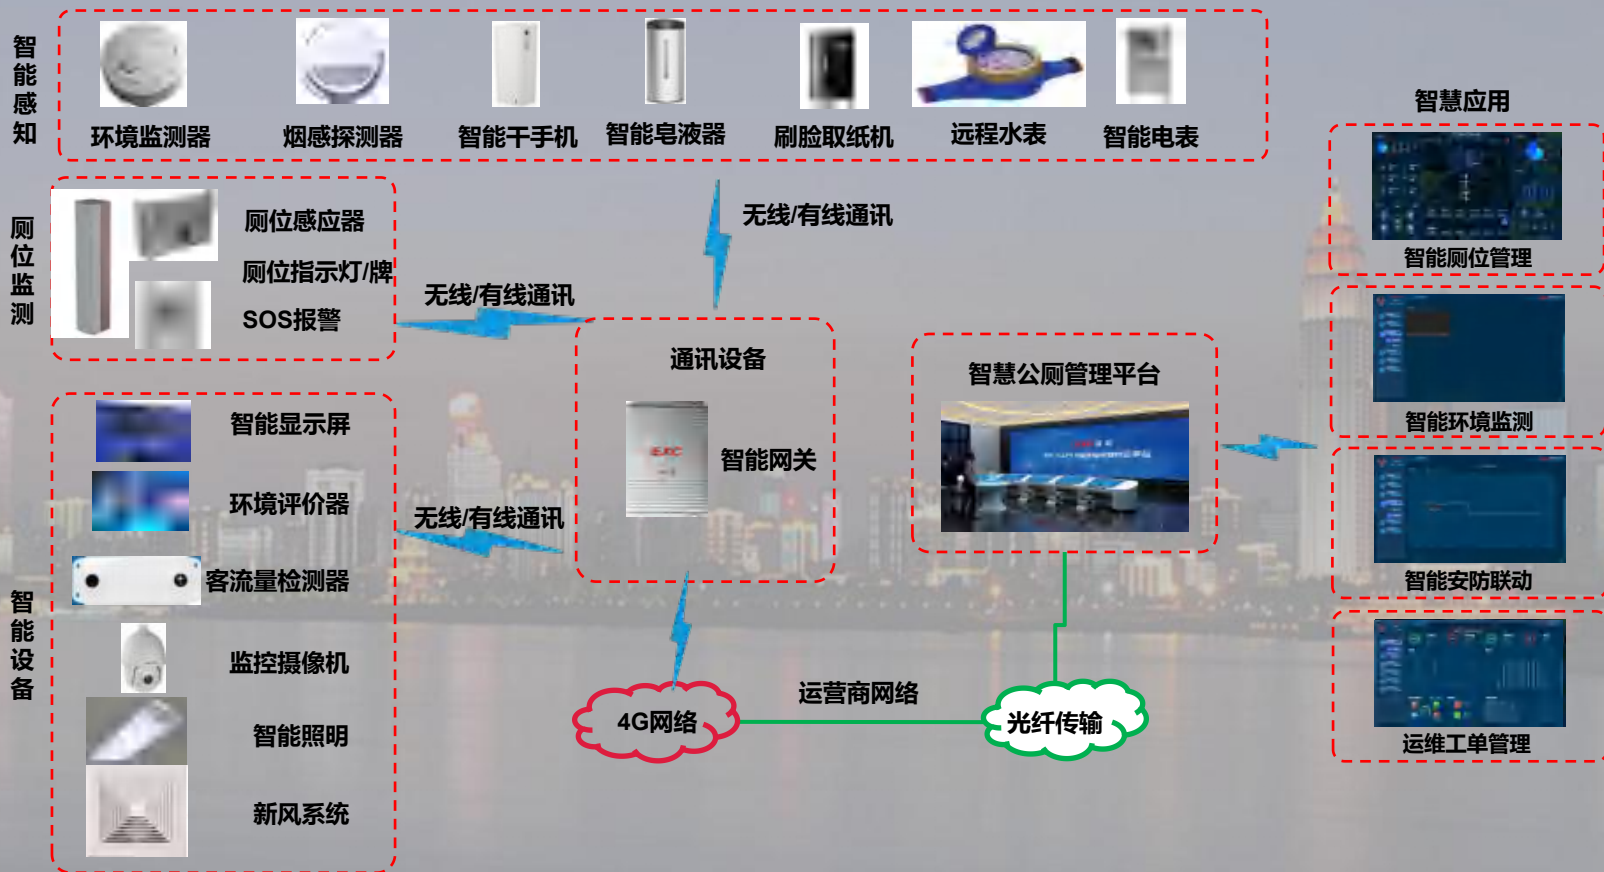 智能感知
环境监测器
烟感探测器
智能干手机
智能皂液器
刷脸取纸机
远程水表
智能电表
智慧应用
厕位监测
厕位感应器
厕位指示灯/牌
SOS报警
无线/有线通讯
无线/有线通讯
智能厕位管理
通讯设备
智能网关
智慧公厕管理平台
智能环境监测
智能设备
智能显示屏
环境评价器
客流量检测器
监控摄像机
智能照明
新风系统
无线/有线通讯
智能安防联动
4G网络
运营商网络
光纤传输
运维工单管理